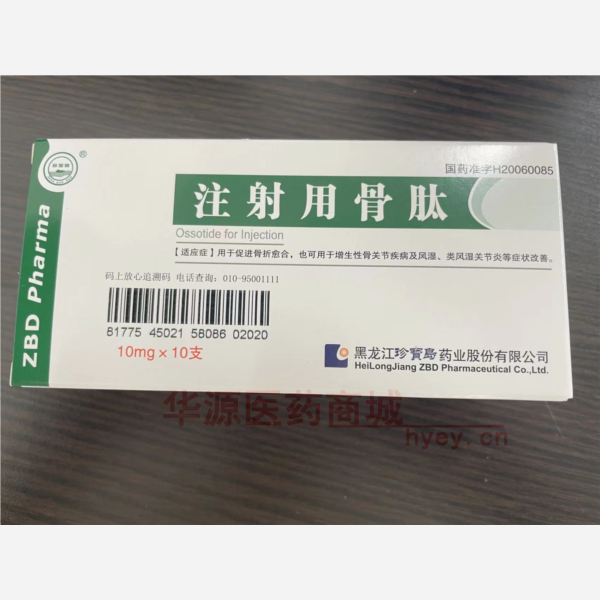 国药准字H20060085
ZBD Pharma
®
注射用骨肽
Ossotide for Injection
【适应症】用于促进骨折愈合,也可用于增生性骨关节疾病及风湿、类风湿关节炎等症状改善。
码上放心追溯码 电话查询:010-95001111
81775 45021 58086 02020
10mg×10支
黑龙江珍宝岛药业股份有限公司
HeiLongJiang ZBD Pharmaceutical Co.,Ltd.
华源医药商城
hyey.cn